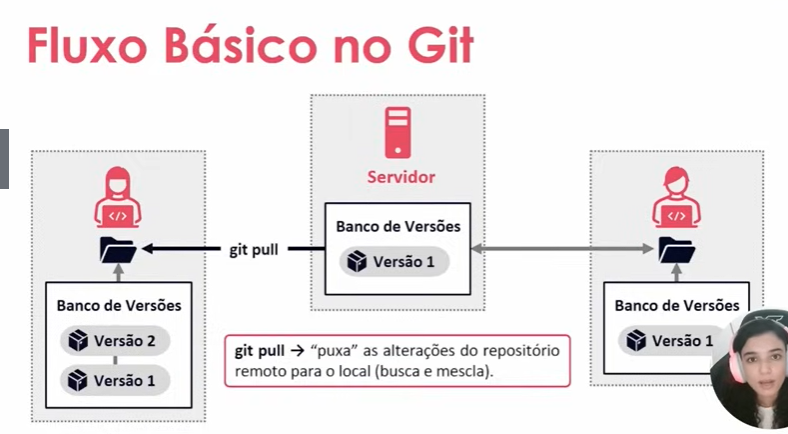 Fluxo Básico no Git
Servidor
Banco de Versões
Versão 1
git pull
</>
</>
Banco de Versões
Versão 2
Versão 1
Banco de Versões
Versão 1
git pull → “puxa” as alterações do repositório
remoto para o local (busca e mescla).